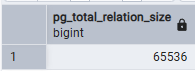 pg_total_relation_size
bigint
1 65536